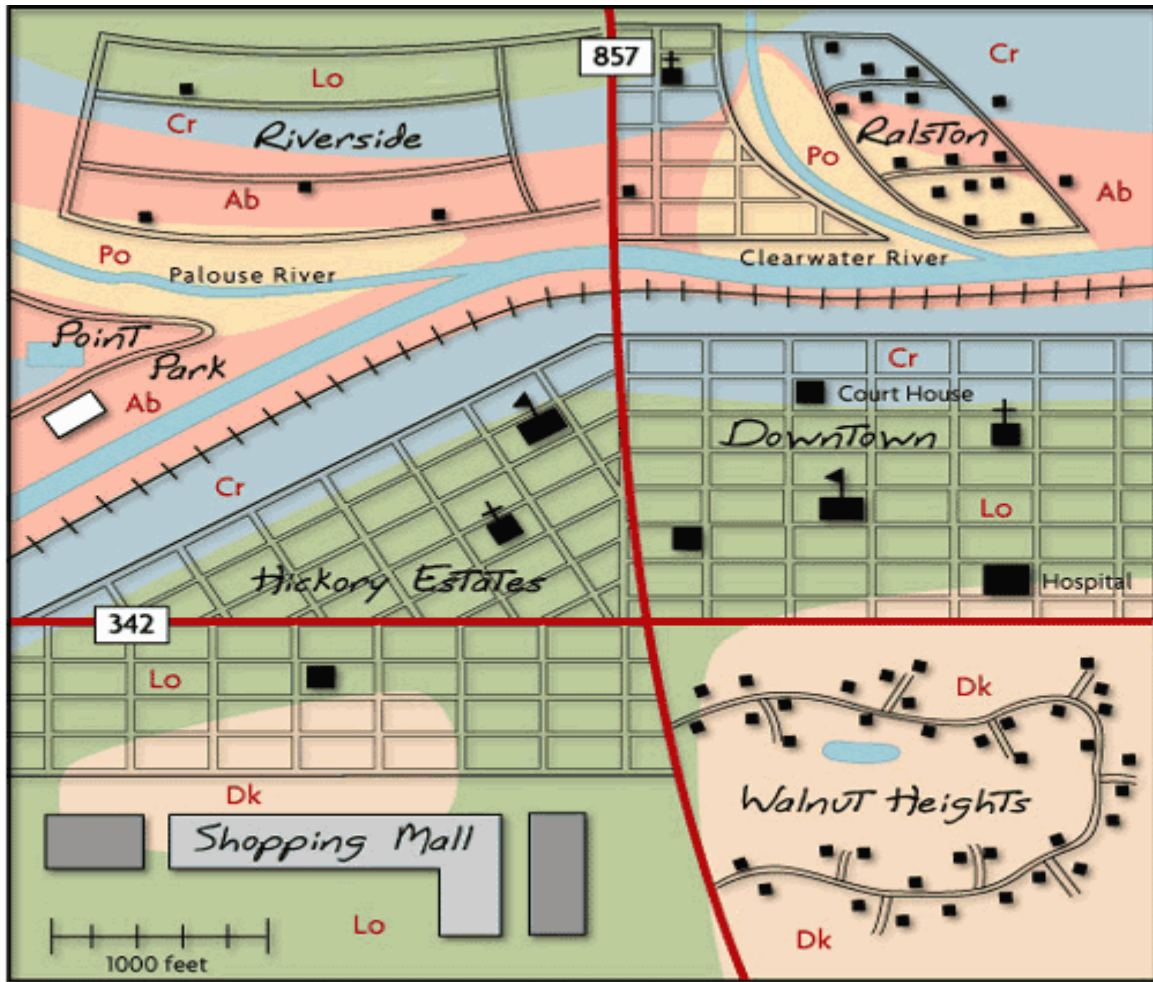 857
Cr
Lo
Cr
Riverside
Ralston
Po
Ab
Ab
Po
Palouse River
Clearwater River
Point
Park
Ab
Cr
Court House
Downtown
Cr
Lo
Hickory Estates
Hospital
342
Lo
Dk
Dk
Walnut Heights
Shopping Mall
Lo
Dk
1000 feet